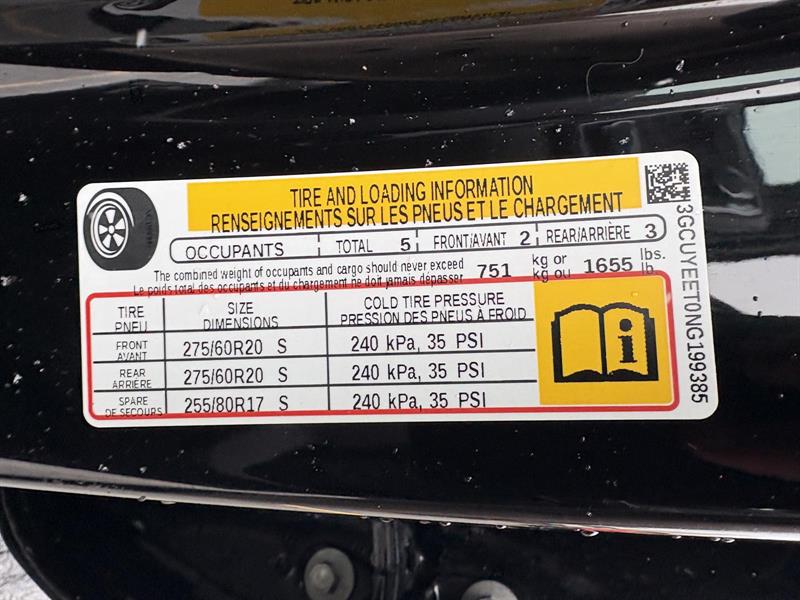 TIRE AND LOADING INFORMATION
RENSEIGNEMENTS SUR LES PNEUS ET LE CHARGEMENT
OCCUPANTS TOTAL 5 FRONT/AVANT 2 REAR/ARRIÈRE 3
The combined weight of occupants and cargo should never exceed 751 kg or 1655 lbs.
Le poids total des occupants et du chargement ne doit jamais dépasser kg ou lb.
TIRE SIZE COLD TIRE PRESSURE
PNEU DIMENSIONS PRESSION DES PNEUS À FROID
FRONT
AVANT 275/60R20 S 240 kPa, 35 PSI
REAR
ARRIÈRE 275/60R20 S 240 kPa, 35 PSI
SPARE
DE SECOURS 255/80R17 S 240 kPa, 35 PSI
3GCUYEET0NG199385